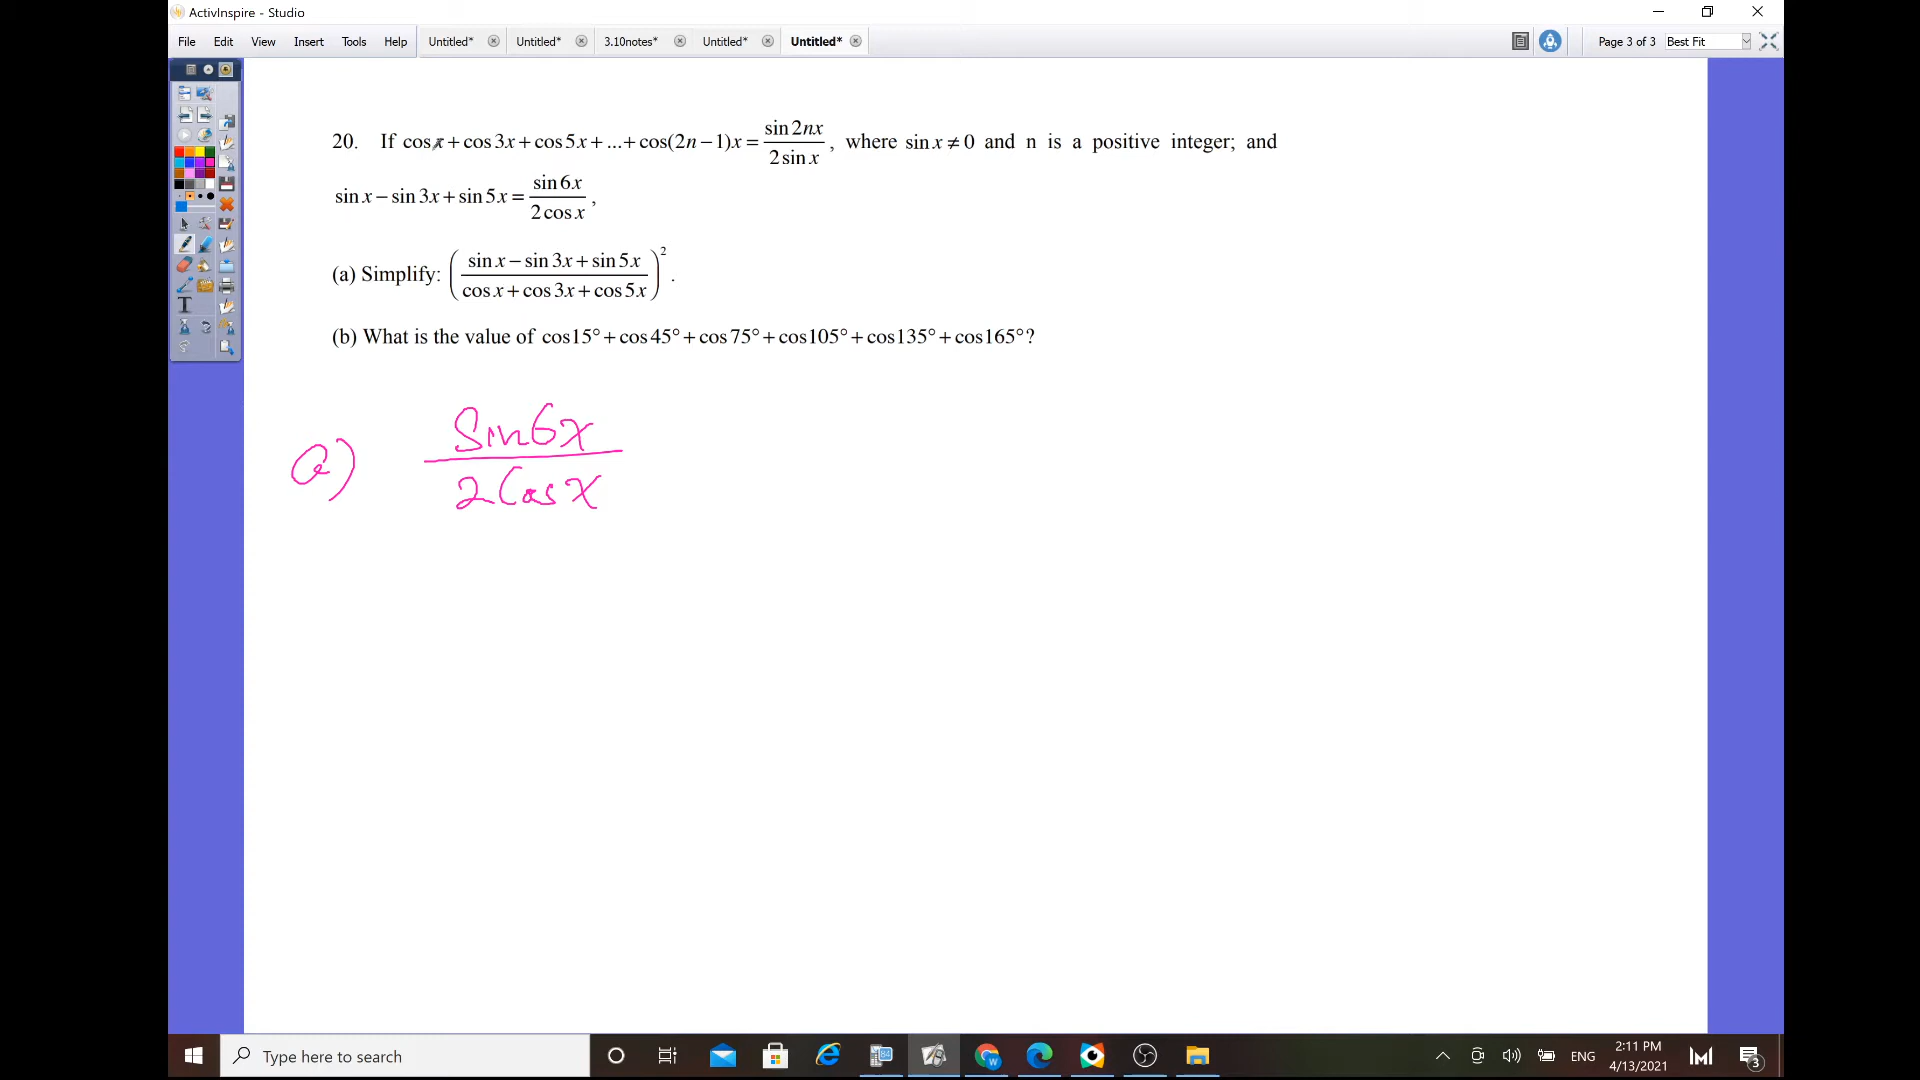 ActivInspire - Studio
File Edit View Insert Tools Help Untitled* Untitled* 3.10notes* Untitled* Untitled* Page 3 of 3 Best Fit
20. If cos x + cos 3x + cos 5x + ... + cos(2n − 1)x = sin 2nx / 2 sin x , where sin x ≠ 0 and n is a positive integer; and
sin x − sin 3x + sin 5x = sin 6x / 2 cos x ,
(a) Simplify: ( sin x − sin 3x + sin 5x / cos x + cos 3x + cos 5x )² .
(b) What is the value of cos 15° + cos 45° + cos 75° + cos 105° + cos 135° + cos 165° ?
a) Sin6x / 2 Cos x
T
Type here to search
ENG
2:11 PM
4/13/2021
3